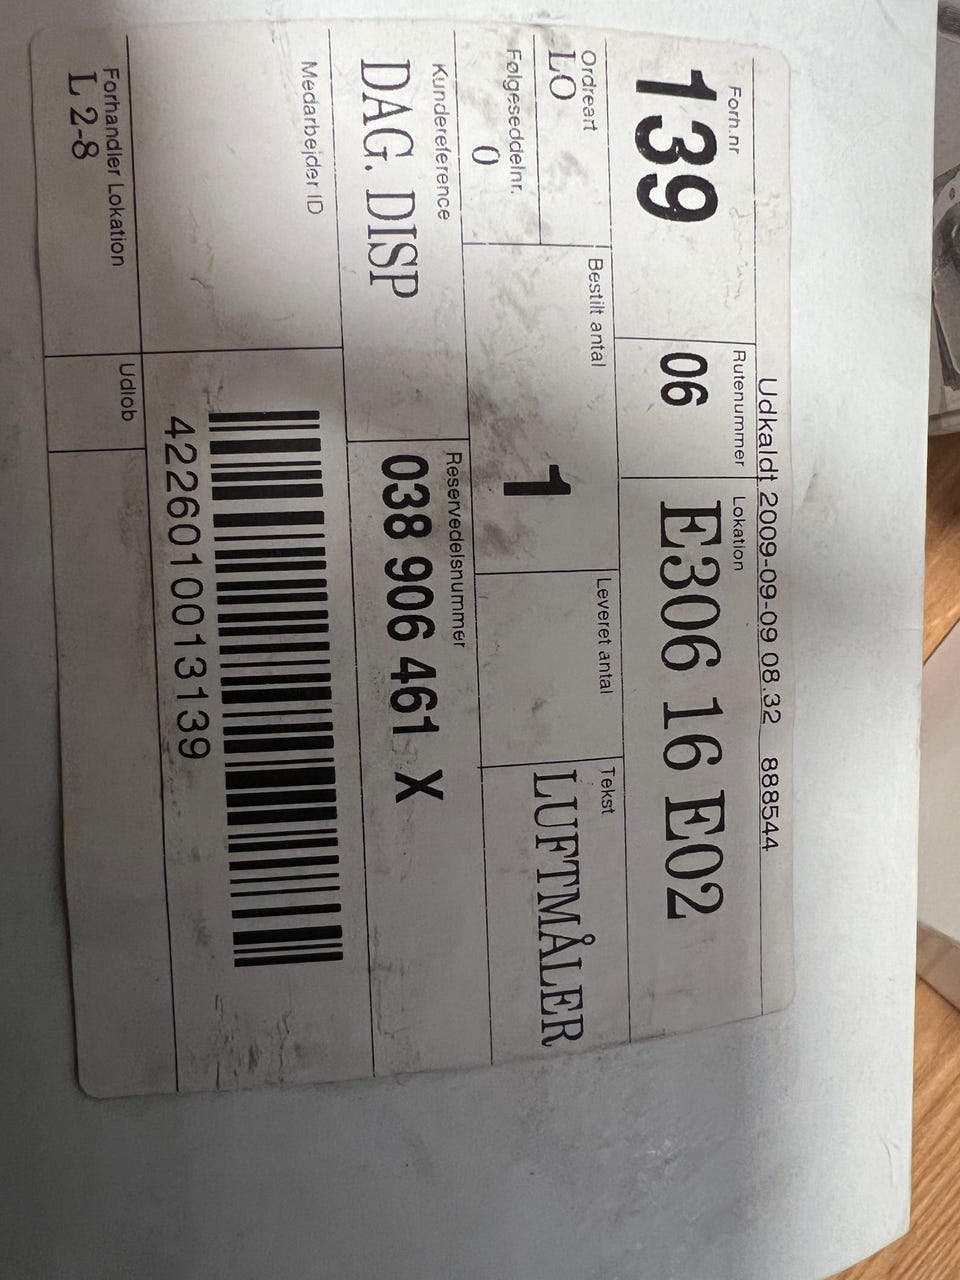 Udkaldt 2009-09-09 08.32 888544
Forh.nr
139
Rutenummer
06
Lokation
E306 16 E02
Ordreart
LO
Bestilt antal
1
Leveret antal
Tekst
LUFTMÅLER
Følgeseddelnr.
0
Kundereference
DAG. DISP
Reservedelsnummer
038 906 461 X
Medarbejder ID
4226010013139
Forhandler Lokation
L 2-8
Udløb